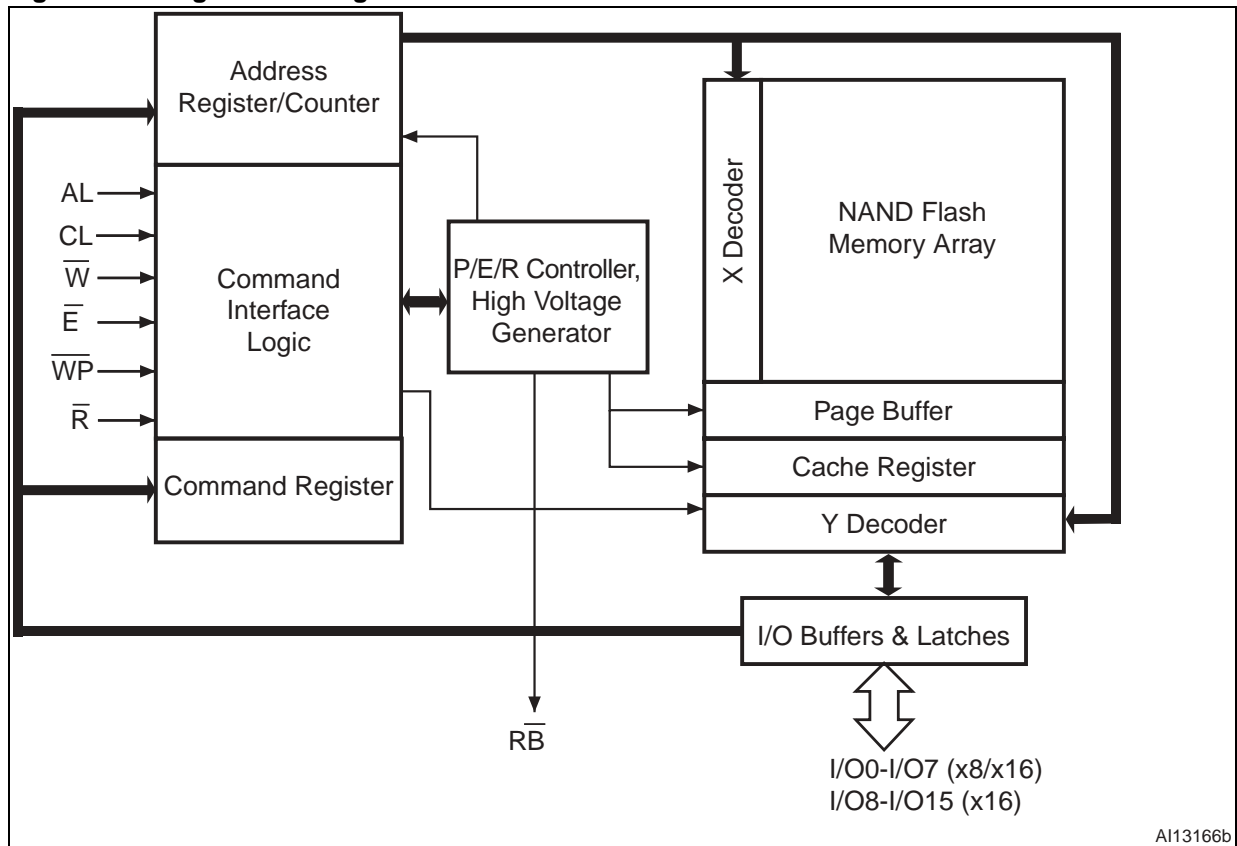 Address
Register/Counter
AL
CL
W̅
E̅
W̅P̅
R̅
Command
Interface
Logic
Command Register
P/E/R Controller,
High Voltage
Generator
RB̅
X Decoder
NAND Flash
Memory Array
Page Buffer
Cache Register
Y Decoder
I/O Buffers & Latches
I/O0-I/O7 (x8/x16)
I/O8-I/O15 (x16)
AI13166b